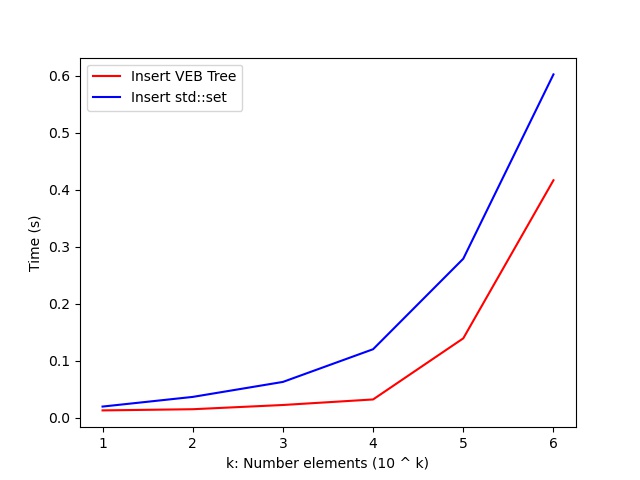 Insert VEB Tree
Insert std::set
0.6
0.5
0.4
0.3
0.2
0.1
0.0
Time (s)
1 2 3 4 5 6
k: Number elements (10 ^ k)